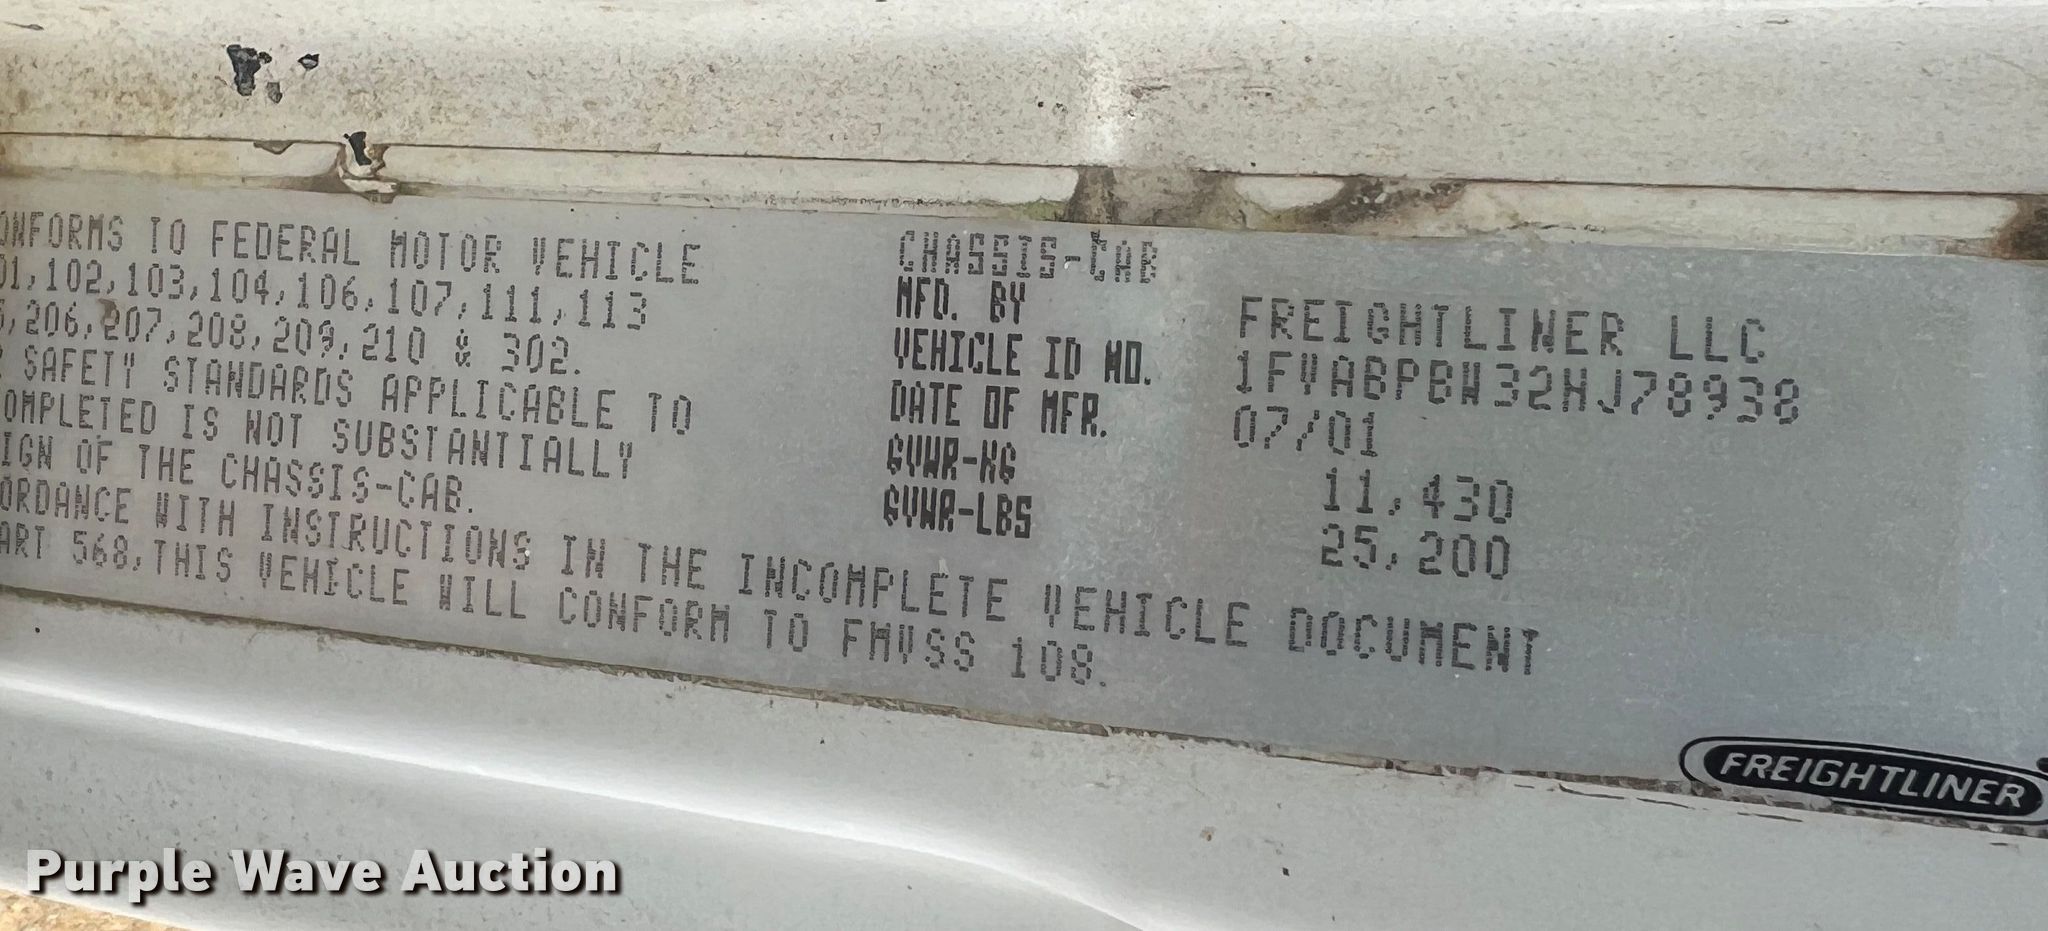 ONFORMS TO FEDERAL MOTOR VEHICLE
01,102,103,104,106,107,111,113
,206,207,208,209,210 & 302.
SAFETY STANDARDS APPLICABLE TO
OMPLETED IS NOT SUBSTANTIALLY
IGN OF THE CHASSIS-CAB.
ORDANCE WITH INSTRUCTIONS IN THE INCOMPLETE VEHICLE DOCUMENT
ART 568,THIS VEHICLE WILL CONFORM TO FMVSS 108.
CHASSIS-CAB
MFD. BY FREIGHTLINER LLC
VEHICLE ID NO. 1FVABPBW32HJ78938
DATE OF MFR. 07/01
GVWR-KG 11,430
GVWR-LBS 25,200
FREIGHTLINER
Purple Wave Auction